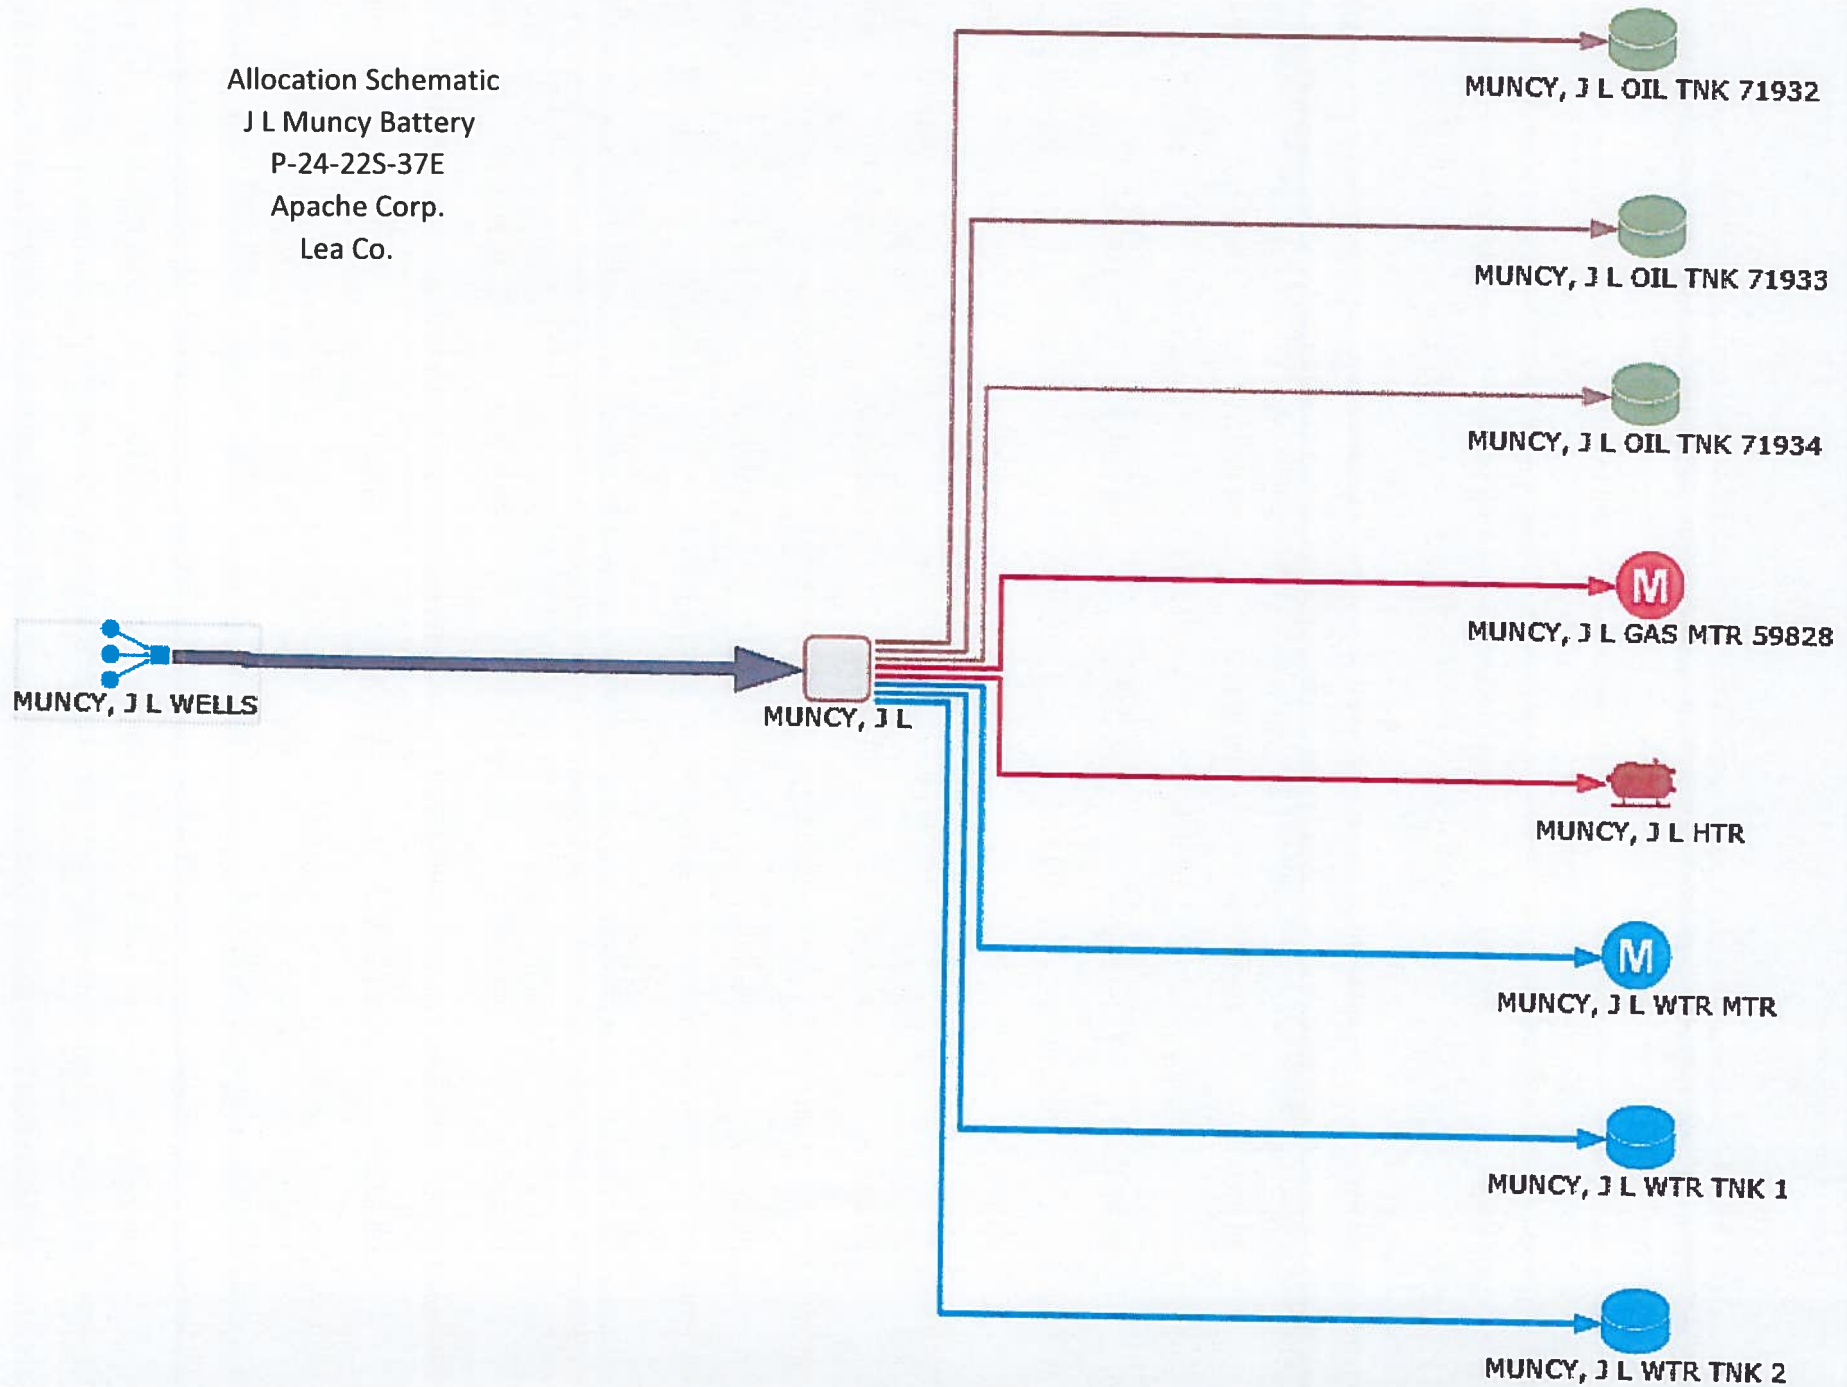 Allocation Schematic
J L Muncy Battery
P-24-22S-37E
Apache Corp.
Lea Co.
MUNCY, J L OIL TNK 71932
MUNCY, J L OIL TNK 71933
MUNCY, J L OIL TNK 71934
M
MUNCY, J L GAS MTR 59828
MUNCY, J L WELLS
MUNCY, J L
MUNCY, J L HTR
M
MUNCY, J L WTR MTR
MUNCY, J L WTR TNK 1
MUNCY, J L WTR TNK 2